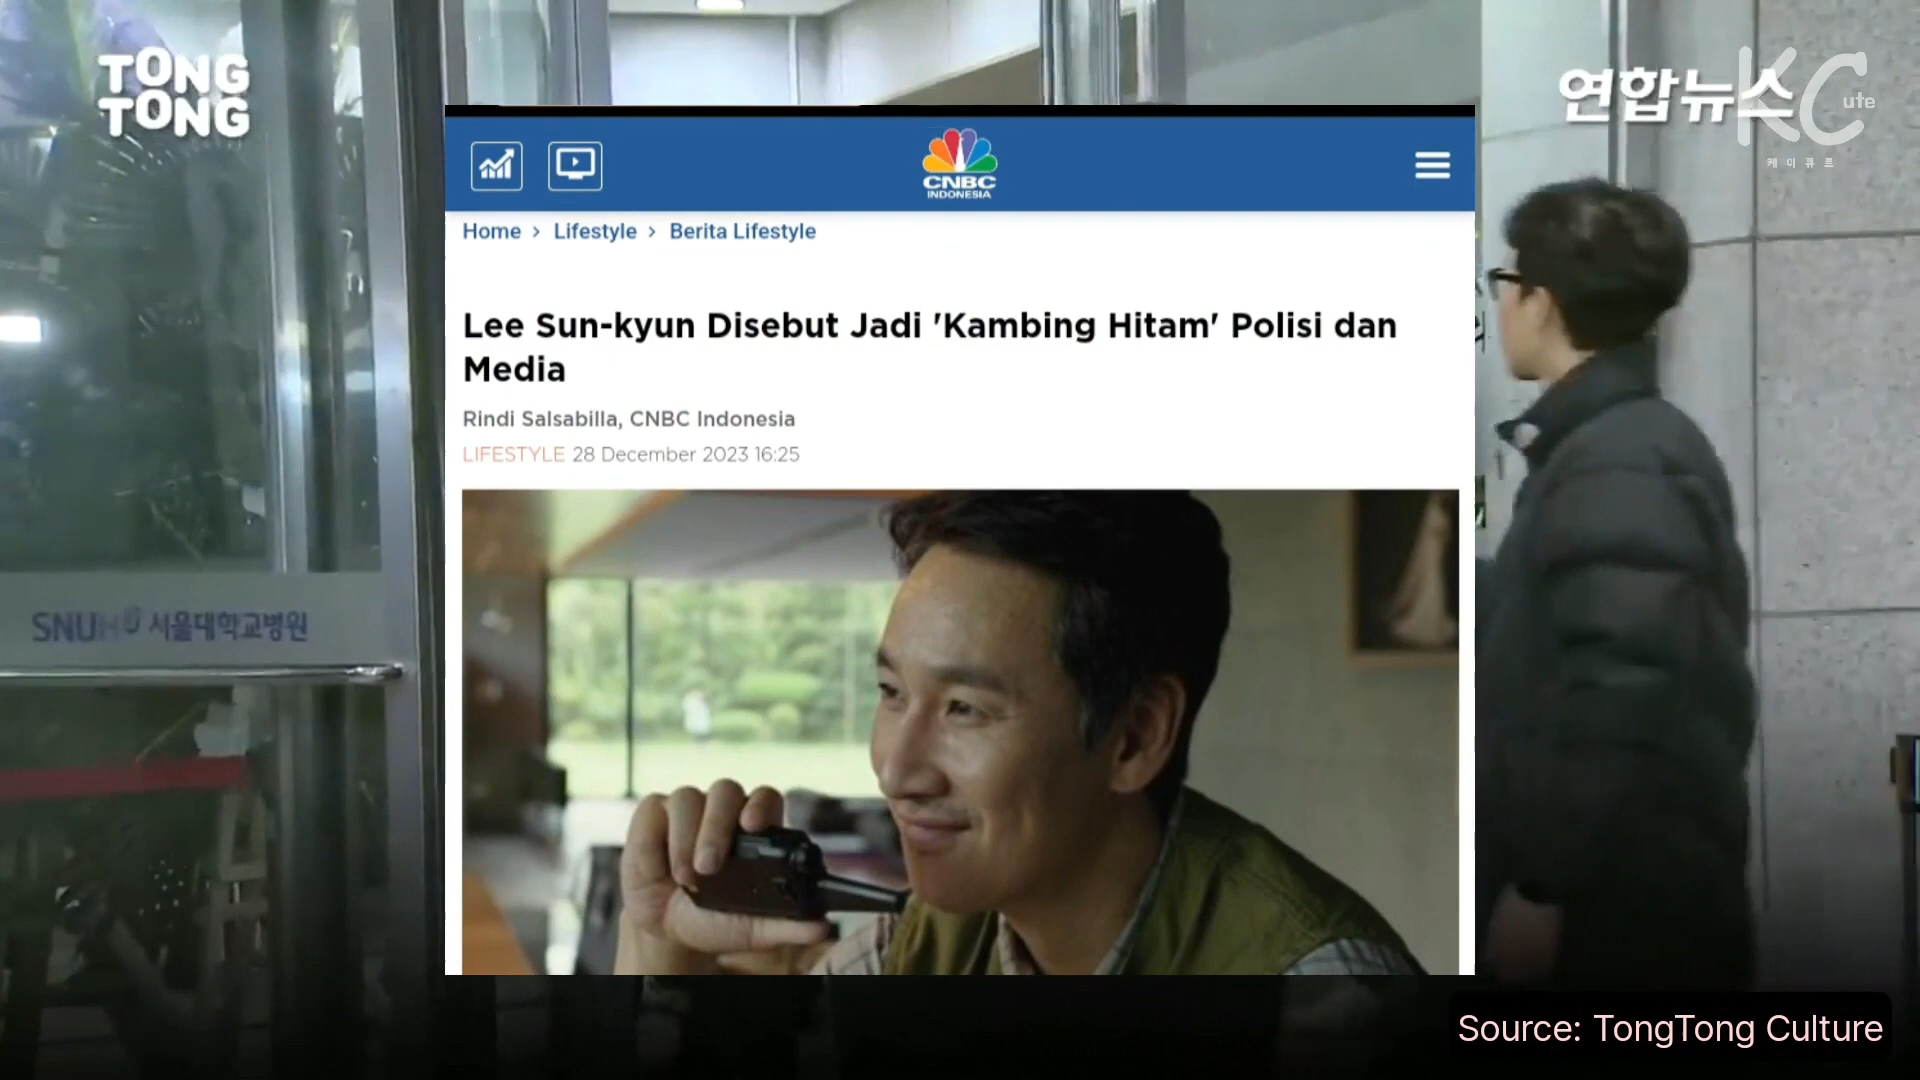 TONG
TONG
연합뉴스
KC
ute
케이큐트
CNBC
INDONESIA
Home > Lifestyle > Berita Lifestyle
Lee Sun-kyun Disebut Jadi 'Kambing Hitam' Polisi dan
Media
Rindi Salsabilla, CNBC Indonesia
LIFESTYLE 28 December 2023 16:25
SNUH 서울대학교병원
Source: TongTong Culture